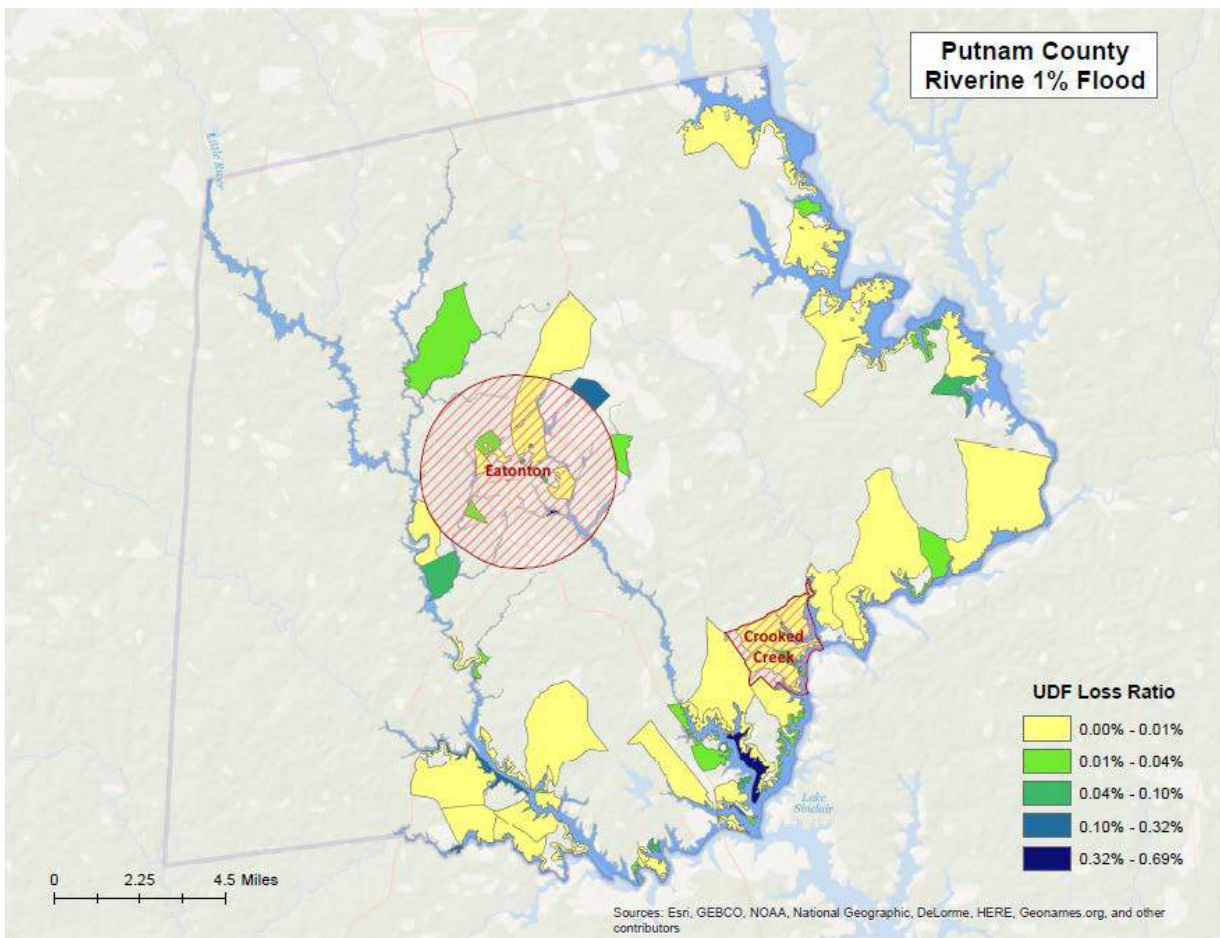 Putnam County
Riverine 1% Flood
Little River
Eatonton
Crooked
Creek
Lake
Sinclair
UDF Loss Ratio
0.00% - 0.01%
0.01% - 0.04%
0.04% - 0.10%
0.10% - 0.32%
0.32% - 0.69%
0 2.25 4.5 Miles
Sources: Esri, GEBCO, NOAA, National Geographic, DeLorme, HERE, Geonames.org, and other
contributors